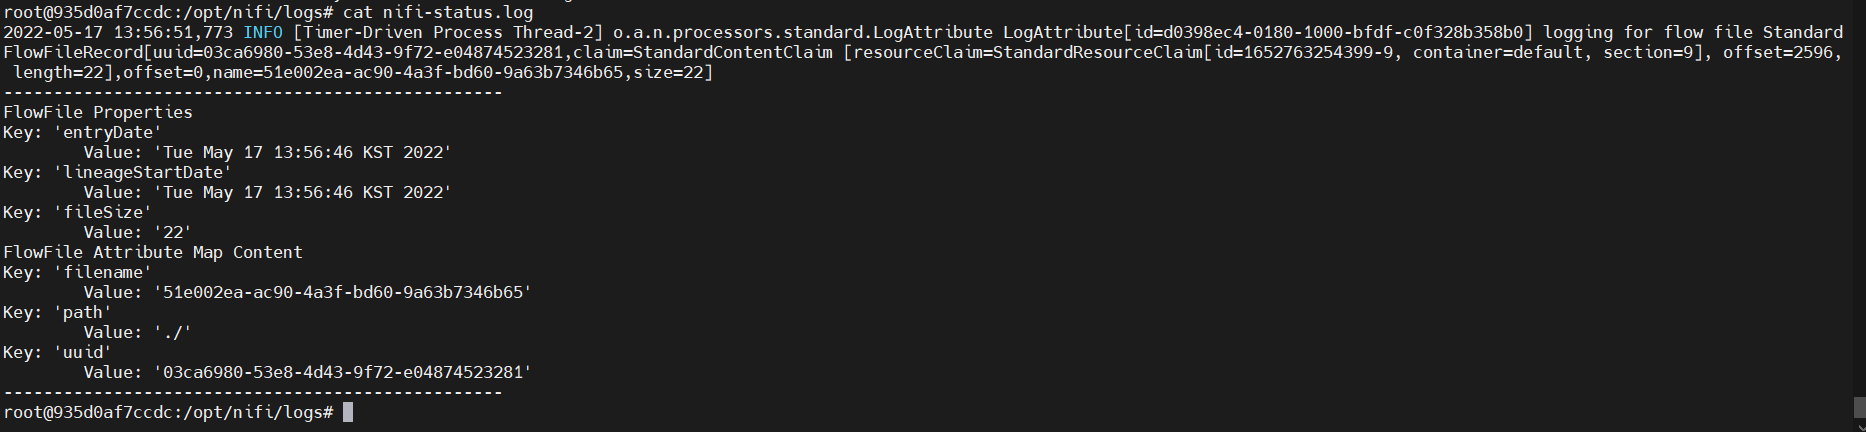 root@935d0af7ccdc:/opt/nifi/logs# cat nifi-status.log
2022-05-17 13:56:51,773 INFO [Timer-Driven Process Thread-2] o.a.n.processors.standard.LogAttribute LogAttribute[id=d0398ec4-0180-1000-bfdf-c0f328b358b0] logging for flow file Standard
FlowFileRecord[uuid=03ca6980-53e8-4d43-9f72-e04874523281,claim=StandardContentClaim [resourceClaim=StandardResourceClaim[id=1652763254399-9, container=default, section=9], offset=2596,
 length=22],offset=0,name=51e002ea-ac90-4a3f-bd60-9a63b7346b65,size=22]
--------------------------------------------------
FlowFile Properties
Key: 'entryDate'
        Value: 'Tue May 17 13:56:46 KST 2022'
Key: 'lineageStartDate'
        Value: 'Tue May 17 13:56:46 KST 2022'
Key: 'fileSize'
        Value: '22'
FlowFile Attribute Map Content
Key: 'filename'
        Value: '51e002ea-ac90-4a3f-bd60-9a63b7346b65'
Key: 'path'
        Value: './'
Key: 'uuid'
        Value: '03ca6980-53e8-4d43-9f72-e04874523281'
--------------------------------------------------
root@935d0af7ccdc:/opt/nifi/logs#